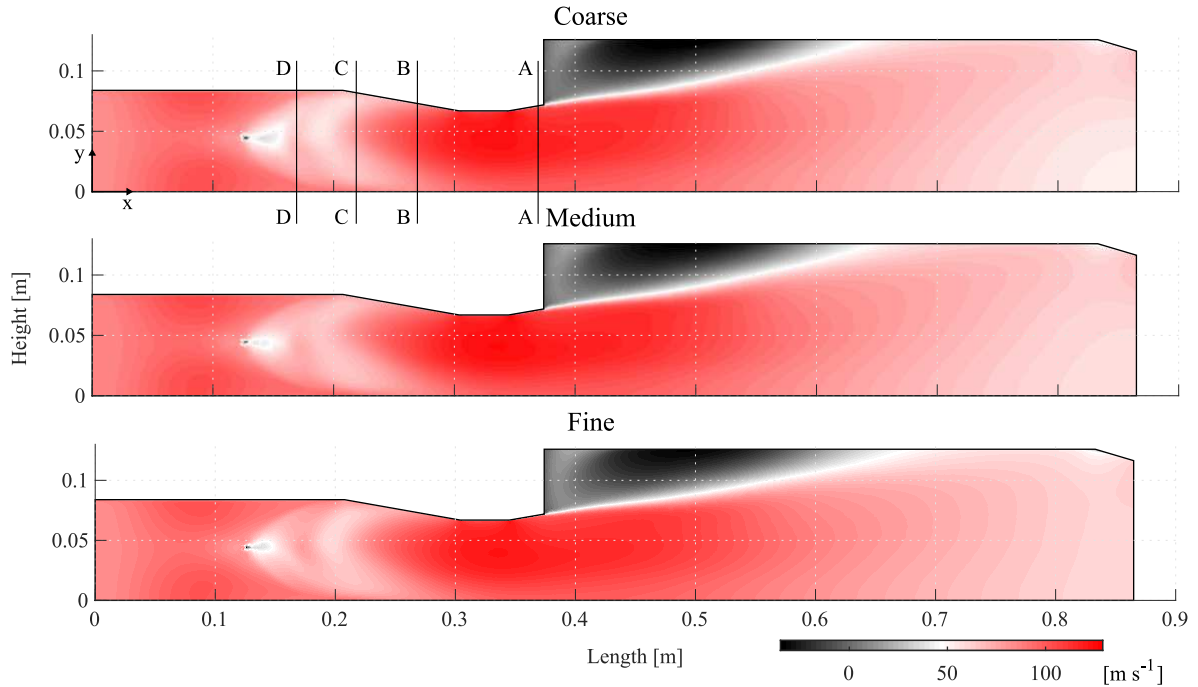 Coarse
D C B A
0.1
0.05
y
0
x
D C B A
Medium
0.1
0.05
0
Height [m]
Fine
0.1
0.05
0
0 0.1 0.2 0.3 0.4 0.5 0.6 0.7 0.8 0.9
Length [m]
0 50 100 [m s⁻¹]